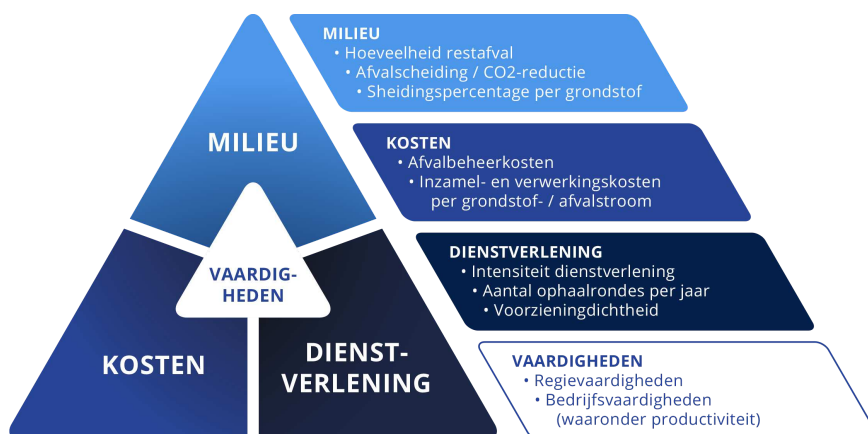 MILIEU
VAARDIG-
HEDEN
KOSTEN
DIENST-
VERLENING
MILIEU
• Hoeveelheid restafval
• Afvalscheiding / CO2-reductie
• Sheidingspercentage per grondstof
KOSTEN
• Afvalbeheerkosten
• Inzamel- en verwerkingskosten
per grondstof- / afvalstroom
DIENSTVERLENING
• Intensiteit dienstverlening
• Aantal ophaalrondes per jaar
• Voorzieningdichtheid
VAARDIGHEDEN
• Regievaardigheden
• Bedrijfsvaardigheden
(waaronder productiviteit)